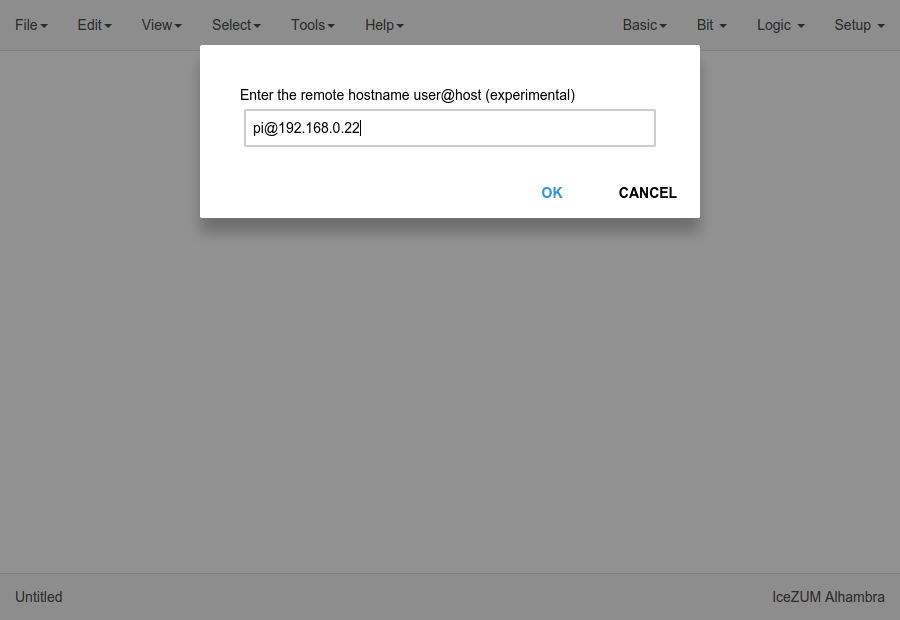 File Edit View Select Tools Help Basic Bit Logic Setup
Enter the remote hostname user@host (experimental)
pi@192.168.0.22
OK CANCEL
Untitled IceZUM Alhambra